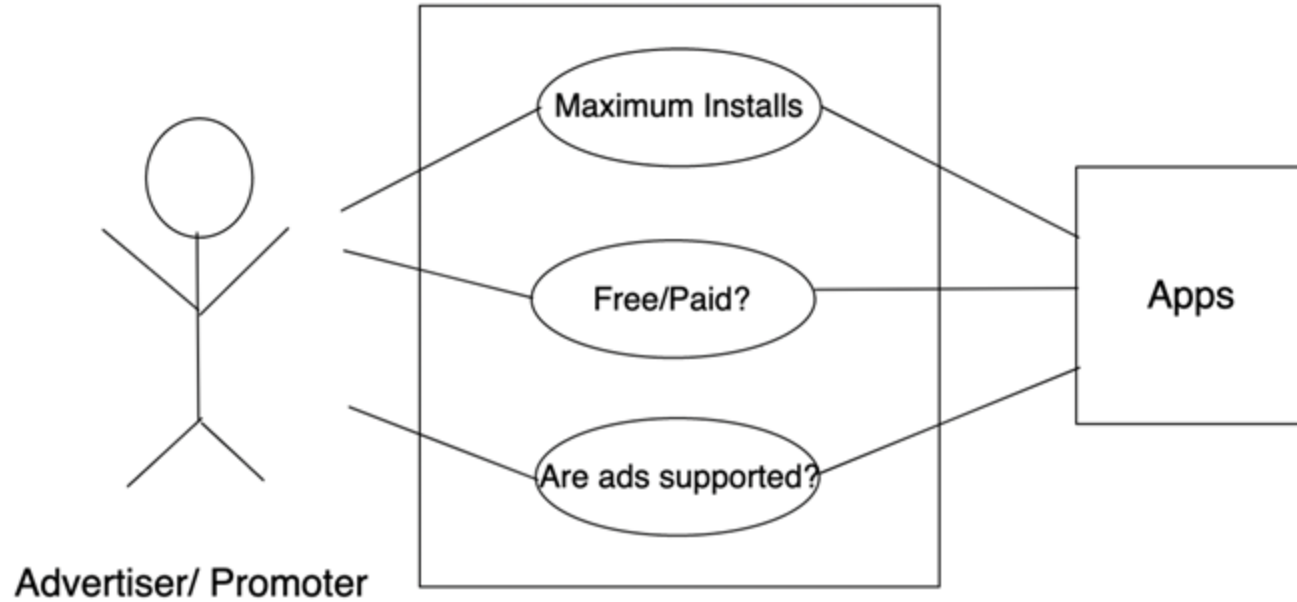 Maximum Installs
Free/Paid?
Apps
Are ads supported?
Advertiser/ Promoter